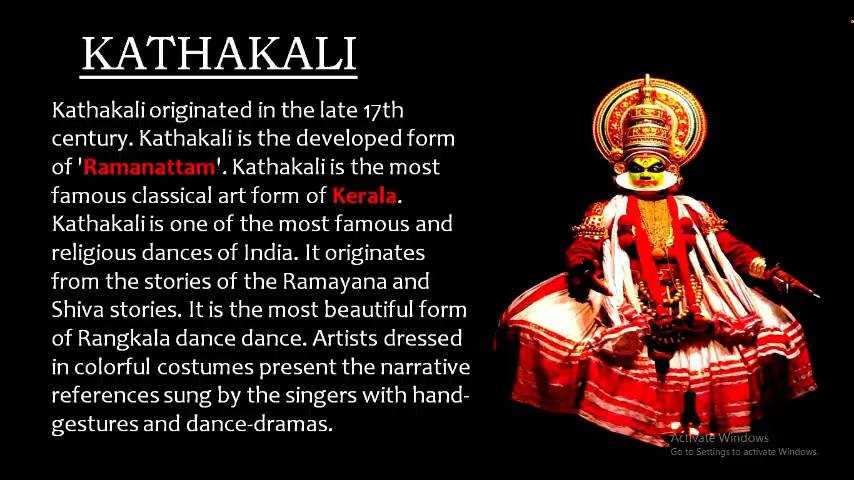 KATHAKALI
Kathakali originated in the late 17th
century. Kathakali is the developed form
of 'Ramanattam'. Kathakali is the most
famous classical art form of Kerala.
Kathakali is one of the most famous and
religious dances of India. It originates
from the stories of the Ramayana and
Shiva stories. It is the most beautiful form
of Rangkala dance dance. Artists dressed
in colorful costumes present the narrative
references sung by the singers with hand-
gestures and dance-dramas.
Activate Windows
Go to Settings to activate Windows.